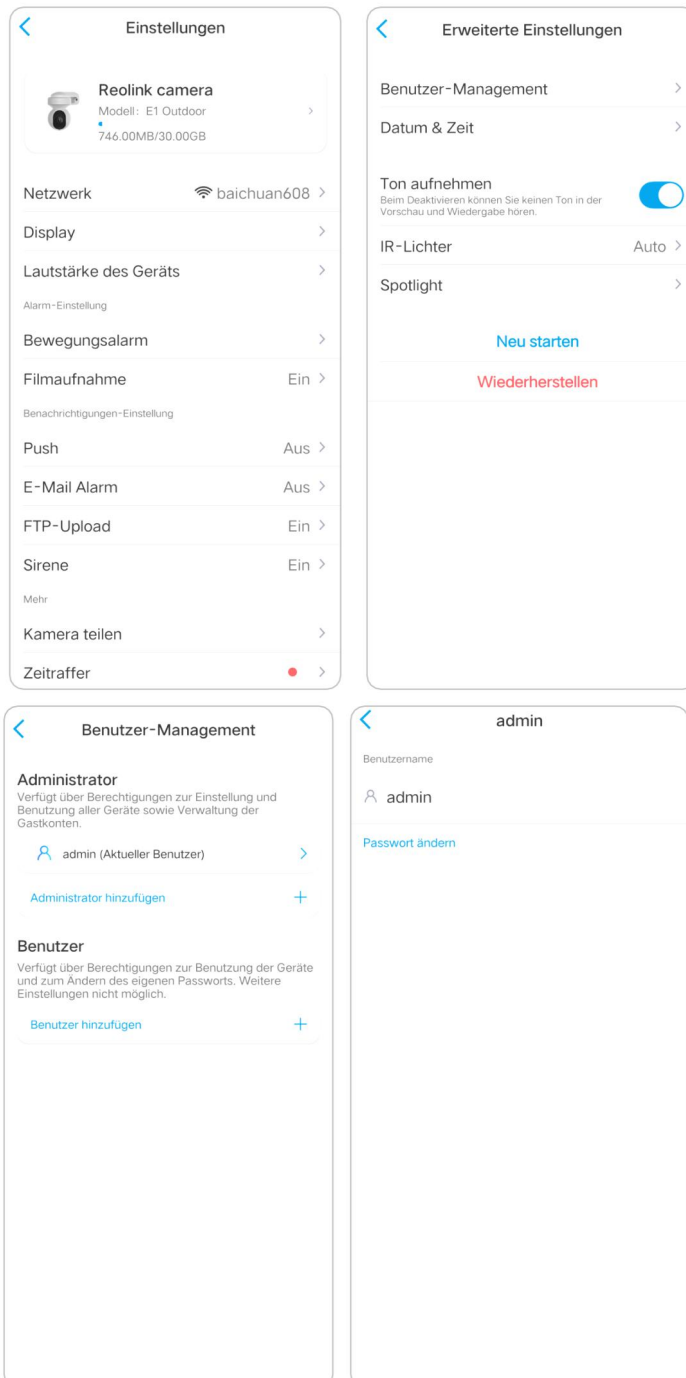 Einstellungen
Reolink camera
Modell: E1 Outdoor
746.00MB/30.00GB
Netzwerk baichuan608
Display
Lautstärke des Geräts
Alarm-Einstellung
Bewegungsalarm
Filmaufnahme Ein
Benachrichtigungen-Einstellung
Push Aus
E-Mail Alarm Aus
FTP-Upload Ein
Sirene Ein
Mehr
Kamera teilen
Zeitraffer
Erweiterte Einstellungen
Benutzer-Management
Datum & Zeit
Ton aufnehmen
Beim Deaktivieren können Sie keinen Ton in der
Vorschau und Wiedergabe hören.
IR-Lichter Auto
Spotlight
Neu starten
Wiederherstellen
Benutzer-Management
Administrator
Verfügt über Berechtigungen zur Einstellung und
Benutzung aller Geräte sowie Verwaltung der
Gastkonten.
admin (Aktueller Benutzer)
Administrator hinzufügen
Benutzer
Verfügt über Berechtigungen zur Benutzung der Geräte
und zum Ändern des eigenen Passworts. Weitere
Einstellungen nicht möglich.
Benutzer hinzufügen
admin
Benutzername
admin
Passwort ändern